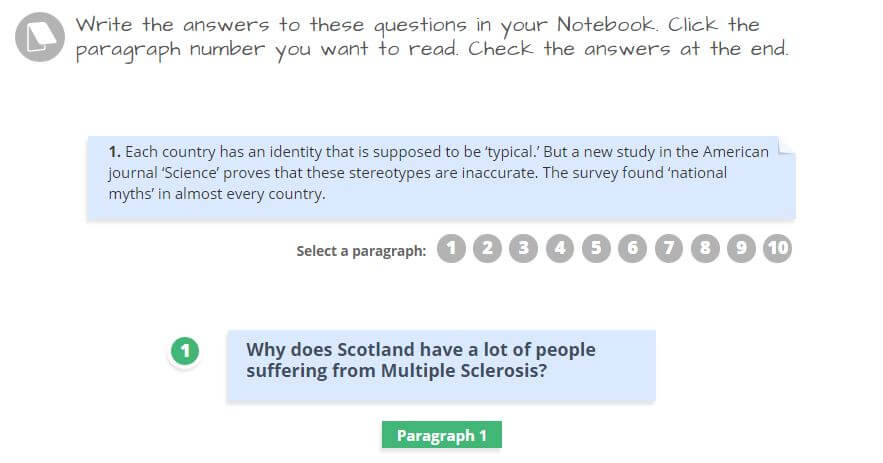 Write the answers to these questions in your Notebook. Click the
paragraph number you want to read. Check the answers at the end.
1. Each country has an identity that is supposed to be ‘typical.’ But a new study in the American
journal ‘Science’ proves that these stereotypes are inaccurate. The survey found ‘national
myths’ in almost every country.
Select a paragraph: 1 2 3 4 5 6 7 8 9 10
1 Why does Scotland have a lot of people
suffering from Multiple Sclerosis?
Paragraph 1